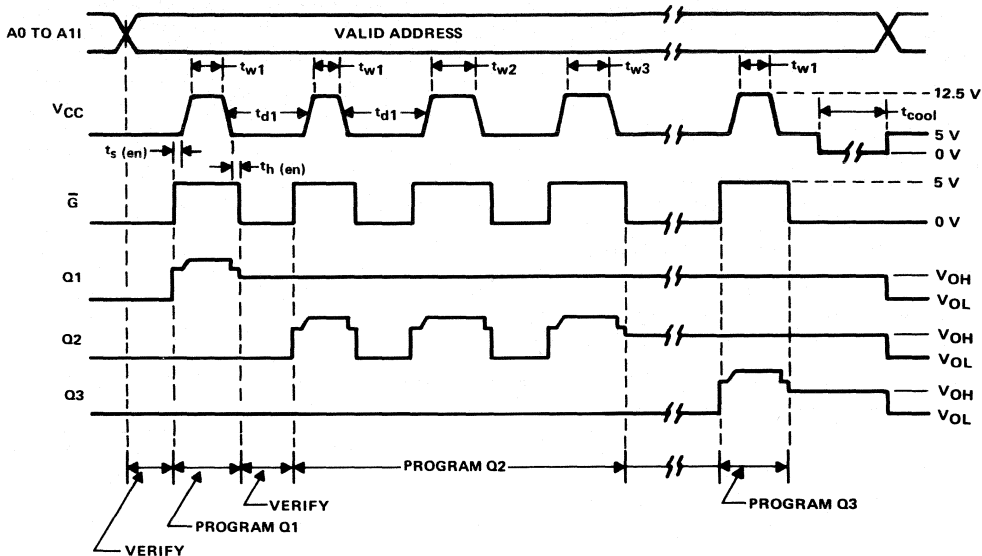 A0 TO A1I VALID ADDRESS
tw1 tw1 tw2 tw3 tw1
VCC td1 td1 12.5 V
tcool
5 V
0 V
ts (en) th (en)
G̅ 5 V
0 V
Q1 VOH
VOL
Q2 VOH
VOL
Q3 VOH
VOL
PROGRAM Q2
VERIFY PROGRAM Q3
PROGRAM Q1
VERIFY